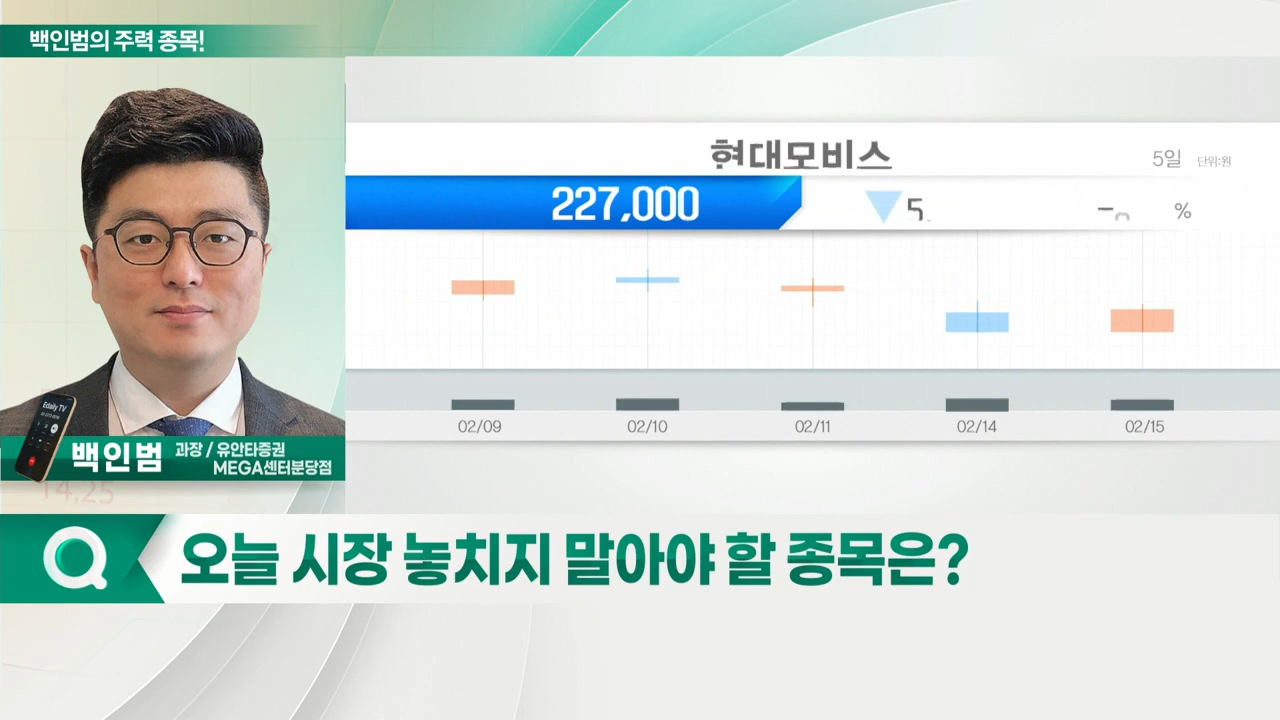 백인범의 주력 종목!
현대모비스
5일 단위:원
227,000
5
%
02/09 02/10 02/11 02/14 02/15
Edaily TV
백인범 과장 / 유안타증권
MEGA센터분당점
14:25
오늘 시장 놓치지 말아야 할 종목은?